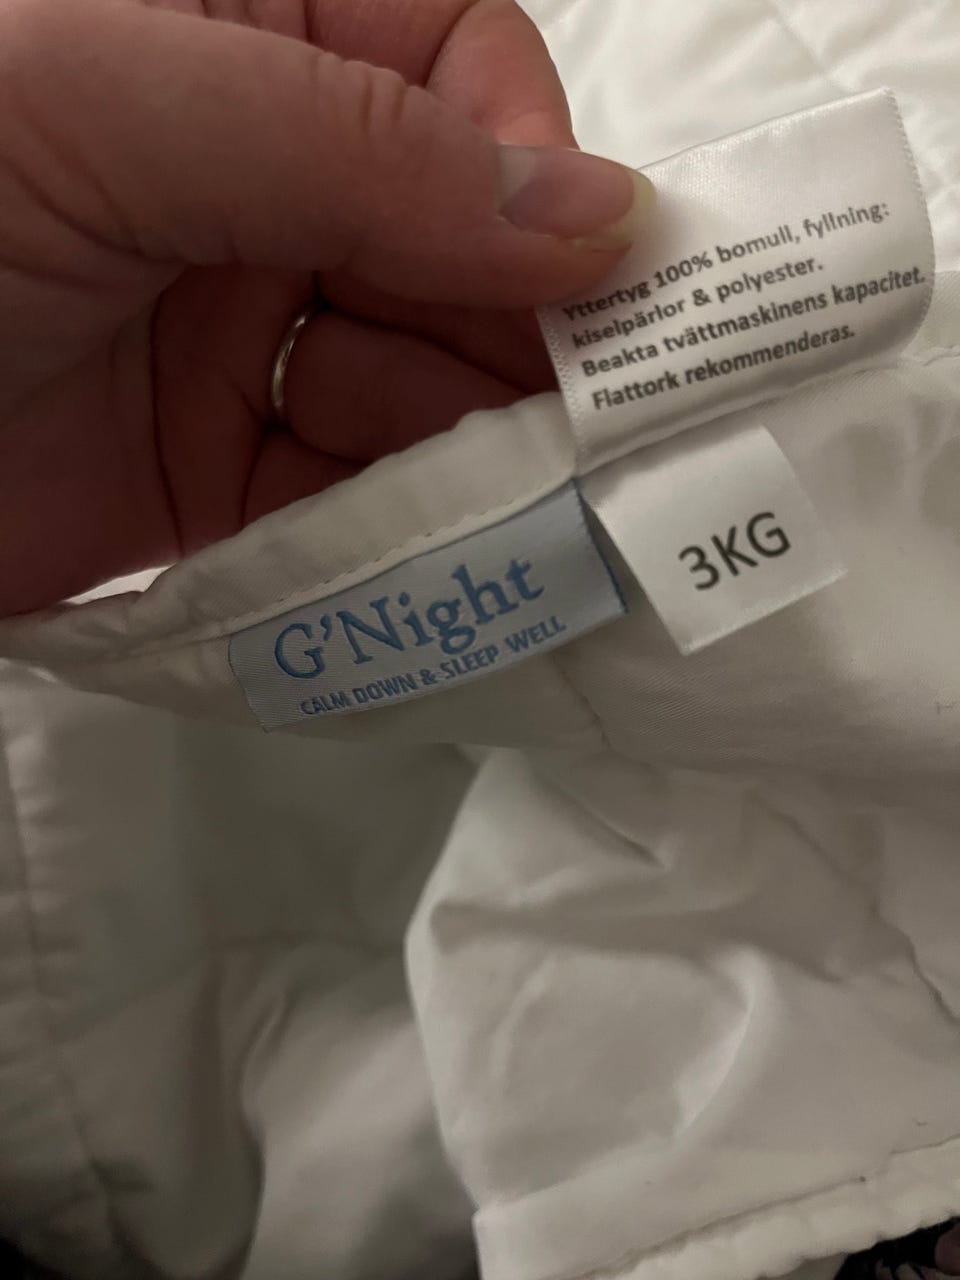 Yttertyg 100% bomull, fyllning:
kiselpärlor & polyester.
Beakta tvättmaskinens kapacitet.
Flattork rekommenderas.
3KG
G'Night
CALM DOWN & SLEEP WELL